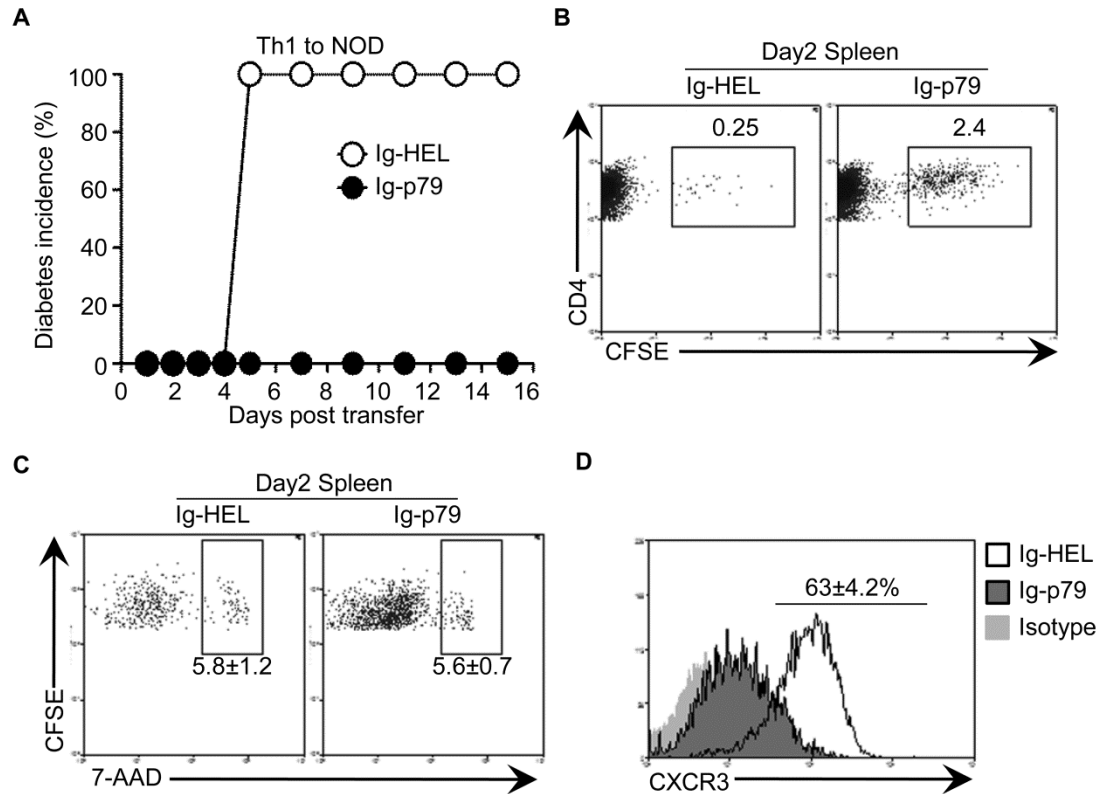 A
Th1 to NOD
Diabetes incidence (%)
100
80
60
40
20
0
0 2 4 6 8 10 12 14 16
Days post transfer
Ig-HEL
Ig-p79
B
Day2 Spleen
Ig-HEL Ig-p79
0.25 2.4
CD4
CFSE
C
Day2 Spleen
Ig-HEL Ig-p79
5.8±1.2 5.6±0.7
CFSE
7-AAD
D
63±4.2%
CXCR3
Ig-HEL
Ig-p79
Isotype